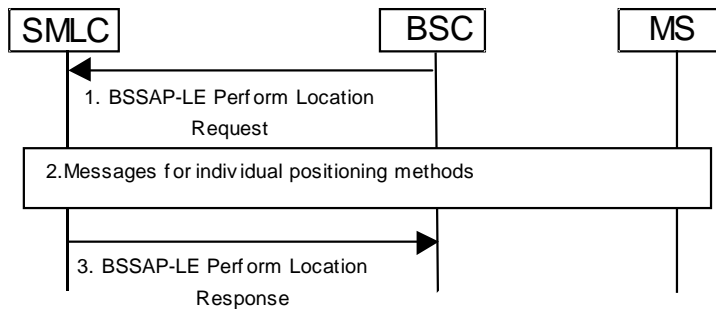 SMLC
BSC
MS
1. BSSAP-LE Perform Location
Request
2.Messages for individual positioning methods
3. BSSAP-LE Perform Location
Response